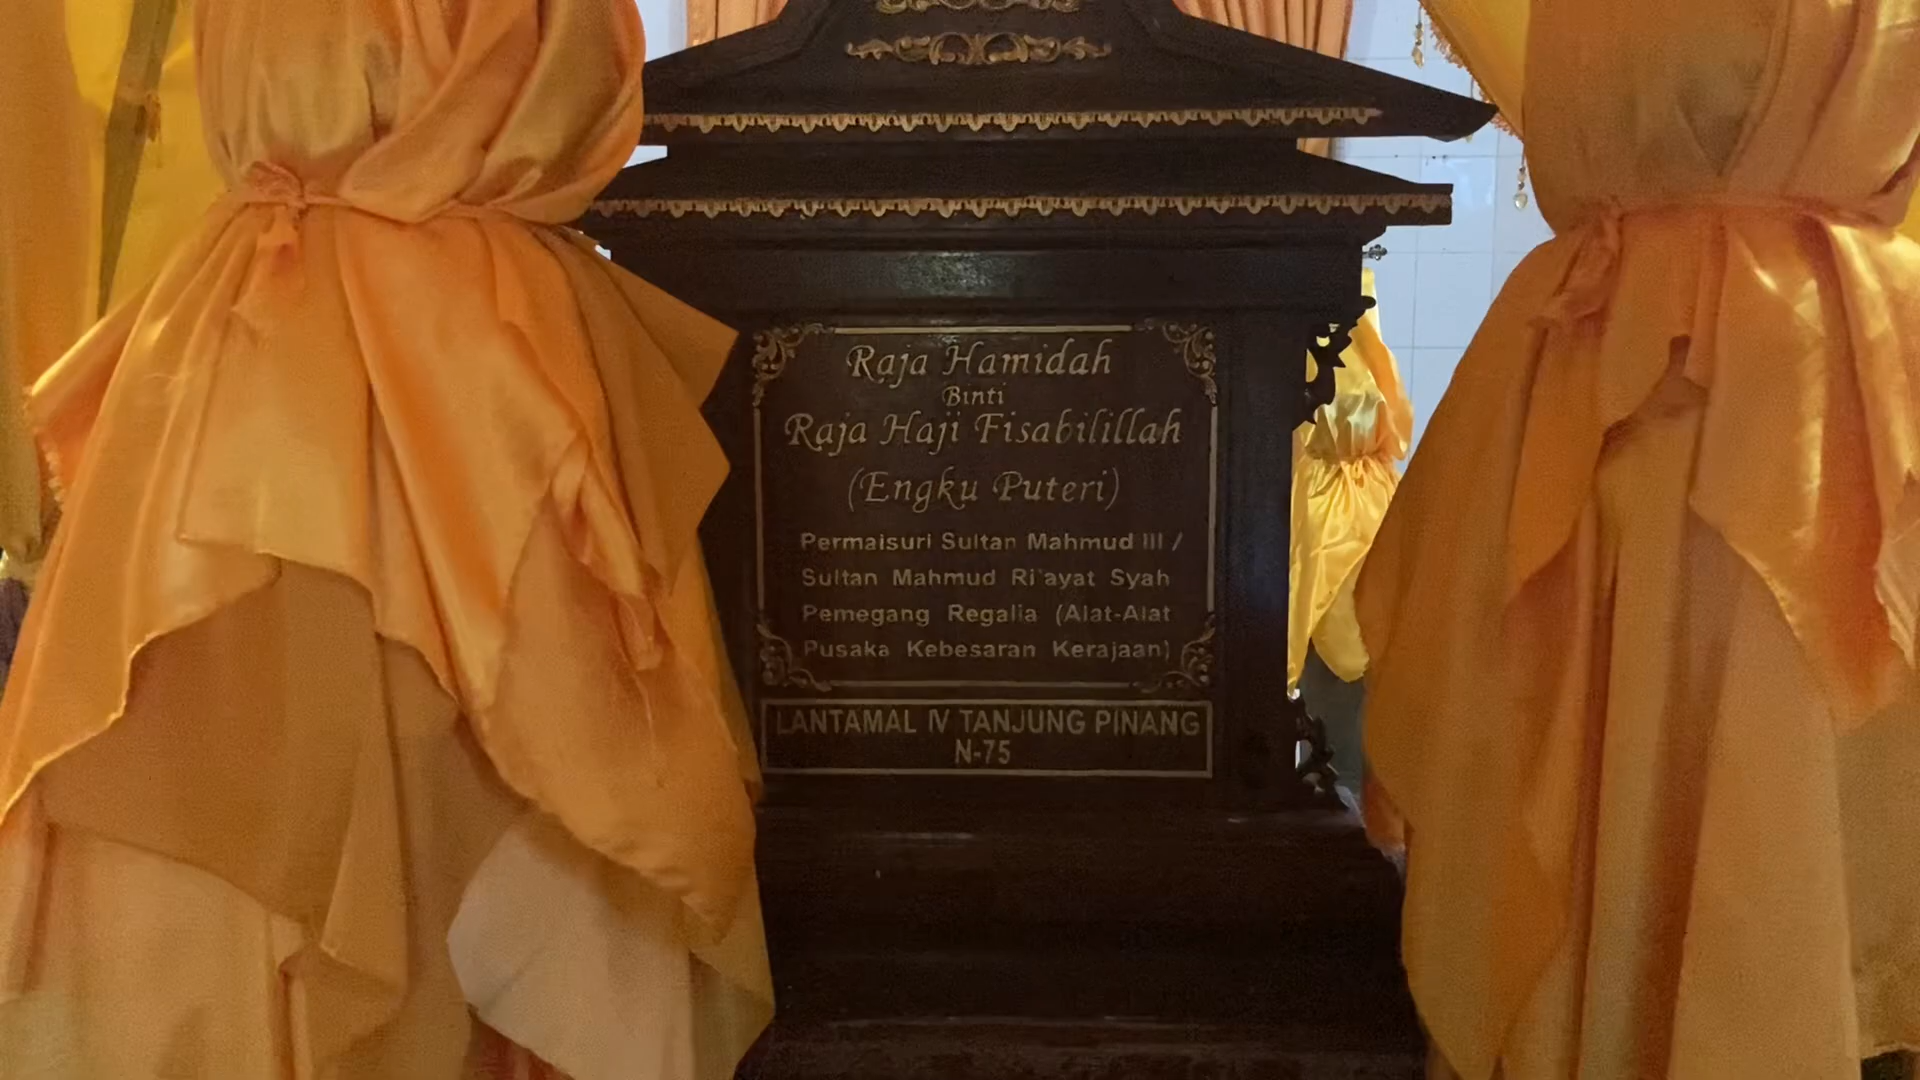 Raja Hamidah
Binti
Raja Haji Fisabilillah
(Engku Puteri)
Permaisuri Sultan Mahmud III /
Sultan Mahmud Ri'ayat Syah
Pemegang Regalia (Alat-Alat
Pusaka Kebesaran Kerajaan)
LANTAMAL IV TANJUNG PINANG
N-75